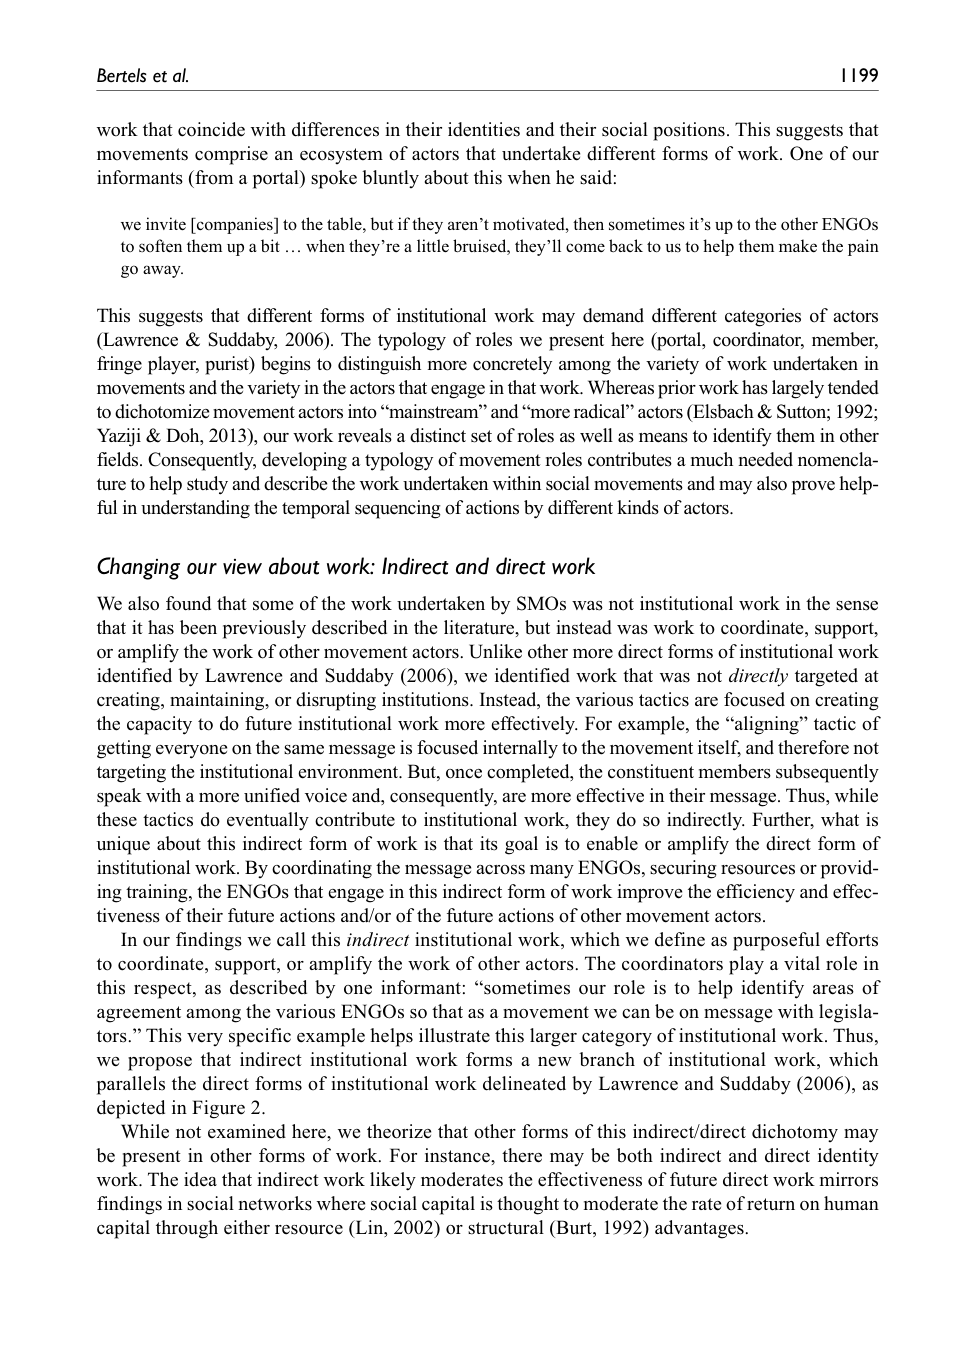 Bertels et al. 1199
work that coincide with differences in their identities and their social positions. This suggests that
movements comprise an ecosystem of actors that undertake different forms of work. One of our
informants (from a portal) spoke bluntly about this when he said:
we invite [companies] to the table, but if they aren’t motivated, then sometimes it’s up to the other ENGOs
to soften them up a bit … when they’re a little bruised, they’ll come back to us to help them make the pain
go away.
This suggests that different forms of institutional work may demand different categories of actors
(Lawrence & Suddaby, 2006). The typology of roles we present here (portal, coordinator, member,
fringe player, purist) begins to distinguish more concretely among the variety of work undertaken in
movements and the variety in the actors that engage in that work. Whereas prior work has largely tended
to dichotomize movement actors into “mainstream” and “more radical” actors (Elsbach & Sutton; 1992;
Yaziji & Doh, 2013), our work reveals a distinct set of roles as well as means to identify them in other
fields. Consequently, developing a typology of movement roles contributes a much needed nomencla-
ture to help study and describe the work undertaken within social movements and may also prove help-
ful in understanding the temporal sequencing of actions by different kinds of actors.
Changing our view about work: Indirect and direct work
We also found that some of the work undertaken by SMOs was not institutional work in the sense
that it has been previously described in the literature, but instead was work to coordinate, support,
or amplify the work of other movement actors. Unlike other more direct forms of institutional work
identified by Lawrence and Suddaby (2006), we identified work that was not directly targeted at
creating, maintaining, or disrupting institutions. Instead, the various tactics are focused on creating
the capacity to do future institutional work more effectively. For example, the “aligning” tactic of
getting everyone on the same message is focused internally to the movement itself, and therefore not
targeting the institutional environment. But, once completed, the constituent members subsequently
speak with a more unified voice and, consequently, are more effective in their message. Thus, while
these tactics do eventually contribute to institutional work, they do so indirectly. Further, what is
unique about this indirect form of work is that its goal is to enable or amplify the direct form of
institutional work. By coordinating the message across many ENGOs, securing resources or provid-
ing training, the ENGOs that engage in this indirect form of work improve the efficiency and effec-
tiveness of their future actions and/or of the future actions of other movement actors.
In our findings we call this indirect institutional work, which we define as purposeful efforts
to coordinate, support, or amplify the work of other actors. The coordinators play a vital role in
this respect, as described by one informant: “sometimes our role is to help identify areas of
agreement among the various ENGOs so that as a movement we can be on message with legisla-
tors.” This very specific example helps illustrate this larger category of institutional work. Thus,
we propose that indirect institutional work forms a new branch of institutional work, which
parallels the direct forms of institutional work delineated by Lawrence and Suddaby (2006), as
depicted in Figure 2.
While not examined here, we theorize that other forms of this indirect/direct dichotomy may
be present in other forms of work. For instance, there may be both indirect and direct identity
work. The idea that indirect work likely moderates the effectiveness of future direct work mirrors
findings in social networks where social capital is thought to moderate the rate of return on human
capital through either resource (Lin, 2002) or structural (Burt, 1992) advantages.